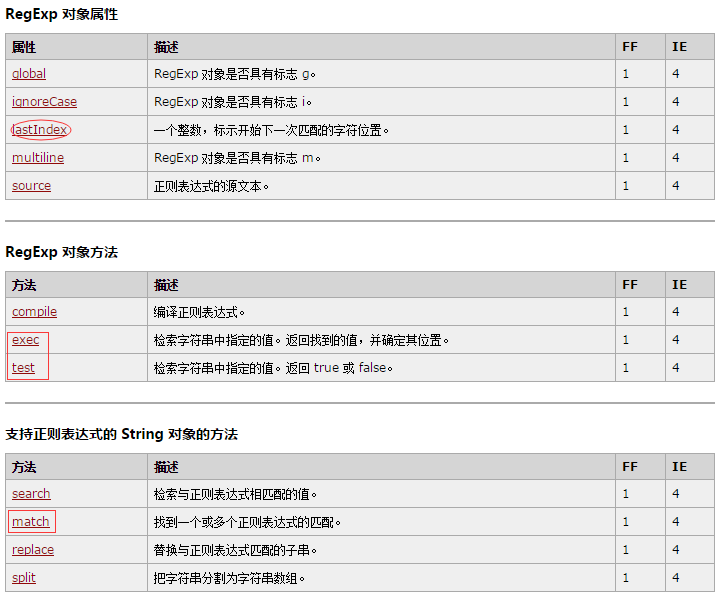 RegExp 对象属性
属性 描述 FF IE
global RegExp 对象是否具有标志 g。 1 4
ignoreCase RegExp 对象是否具有标志 i。 1 4
lastIndex 一个整数，标示开始下一次匹配的字符位置。 1 4
multiline RegExp 对象是否具有标志 m。 1 4
source 正则表达式的源文本。 1 4
RegExp 对象方法
方法 描述 FF IE
compile 编译正则表达式。 1 4
exec 检索字符串中指定的值。返回找到的值，并确定其位置。 1 4
test 检索字符串中指定的值。返回 true 或 false。 1 4
支持正则表达式的 String 对象的方法
方法 描述 FF IE
search 检索与正则表达式相匹配的值。 1 4
match 找到一个或多个正则表达式的匹配。 1 4
replace 替换与正则表达式匹配的子串。 1 4
split 把字符串分割为字符串数组。 1 4